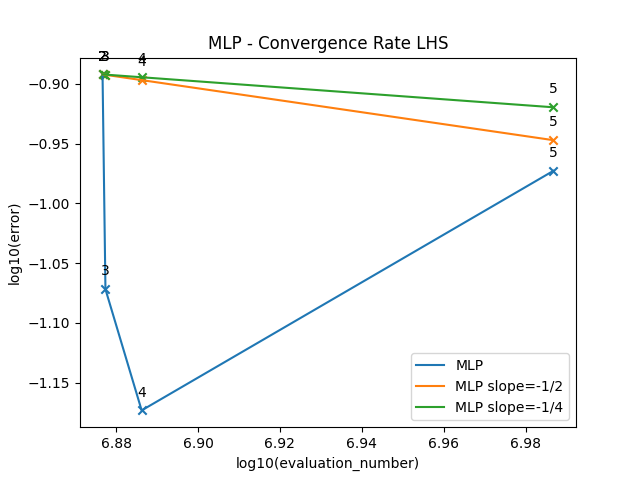 MLP - Convergence Rate LHS
log10(error)
−0.90
−0.95
−1.00
−1.05
−1.10
−1.15
2
3
4
4
5
5
5
3
4
MLP
MLP slope=-1/2
MLP slope=-1/4
6.88 6.90 6.92 6.94 6.96 6.98
log10(evaluation_number)